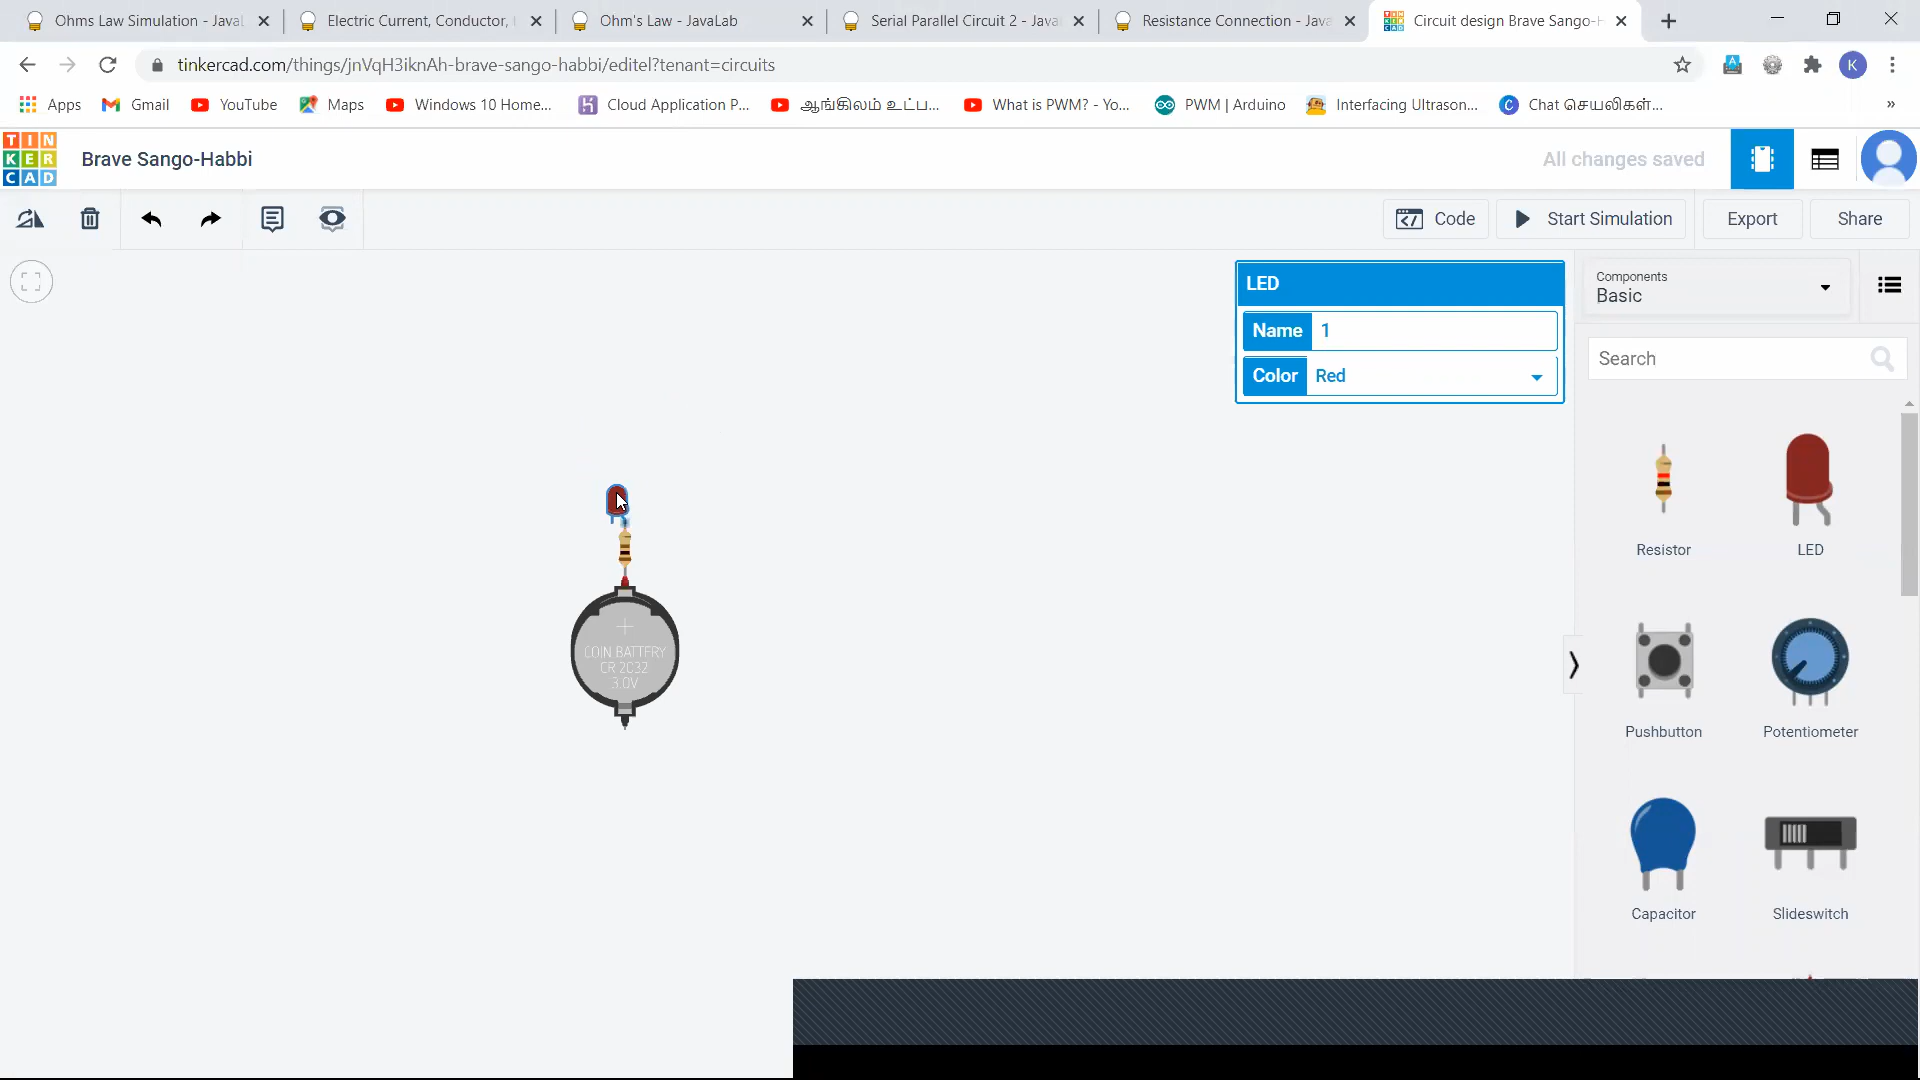 Ohms Law Simulation - Javal
Electric Current, Conductor,
Ohm's Law - JavaLab
Serial Parallel Circuit 2 - Java
Resistance Connection - Java
Circuit design Brave Sango-H
tinkercad.com/things/jnVqH3iknAh-brave-sango-habbi/editel?tenant=circuits
K
Apps
Gmail
YouTube
Maps
Windows 10 Home...
Cloud Application P...
ஆங்கிலம் உட்ப...
What is PWM? - Yo...
PWM | Arduino
Interfacing Ultrason...
Chat செயலிகள்...
»
TIN
KER
CAD
Brave Sango-Habbi
All changes saved
Code
Start Simulation
Export
Share
LED
Name 1
Color Red
Components
Basic
Search
Resistor
LED
Pushbutton
Potentiometer
Capacitor
Slideswitch
COIN BATTERY
CR 2032
3.0V